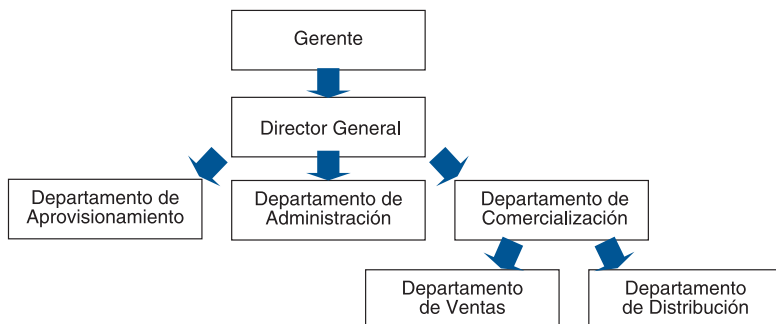 Gerente
Director General
Departamento de
Aprovisionamiento
Departamento de
Administración
Departamento de
Comercialización
Departamento
de Ventas
Departamento
de Distribución